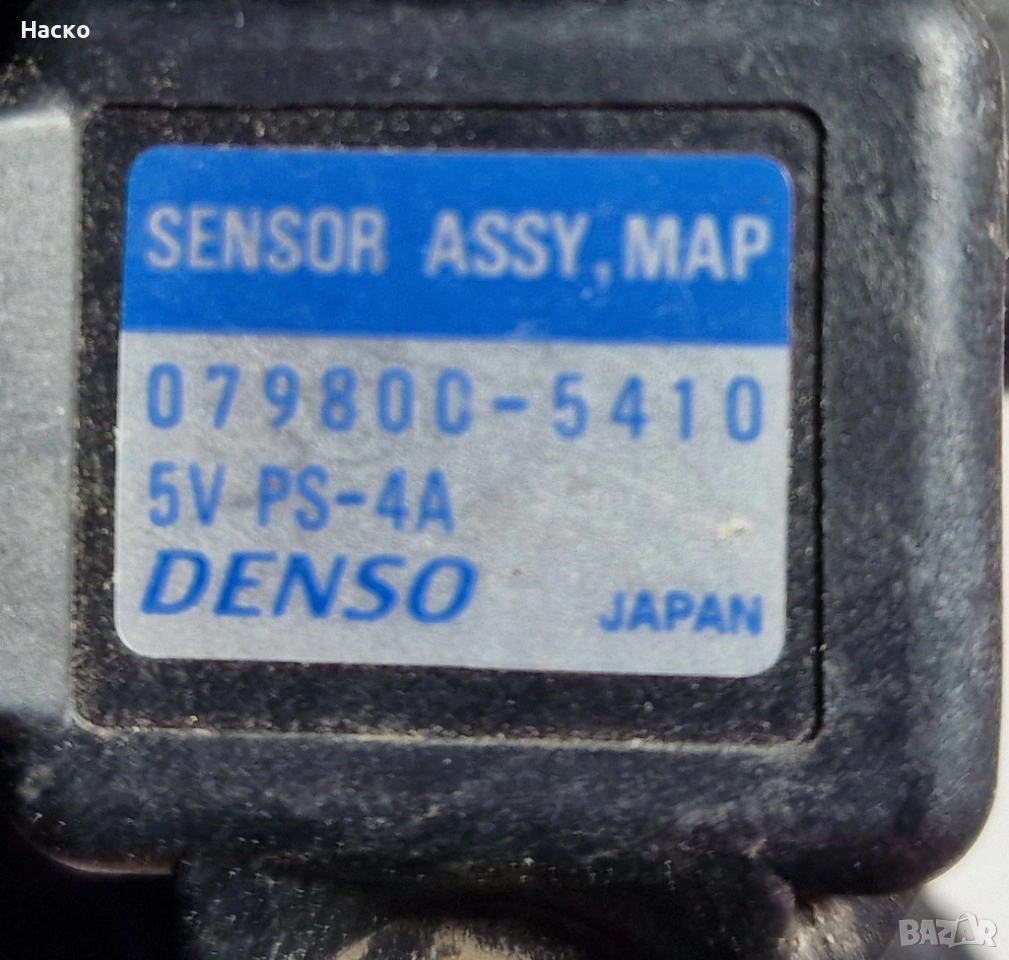 Наско
SENSOR ASSY, MAP
079800-5410
5V PS-4A
DENSO
JAPAN
BAZAR